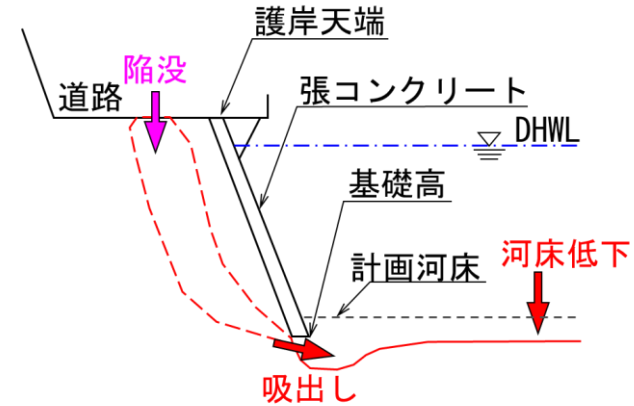 護岸天端
陥没
道路
張コンクリート
DHWL
基礎高
計画河床
河床低下
吸出し